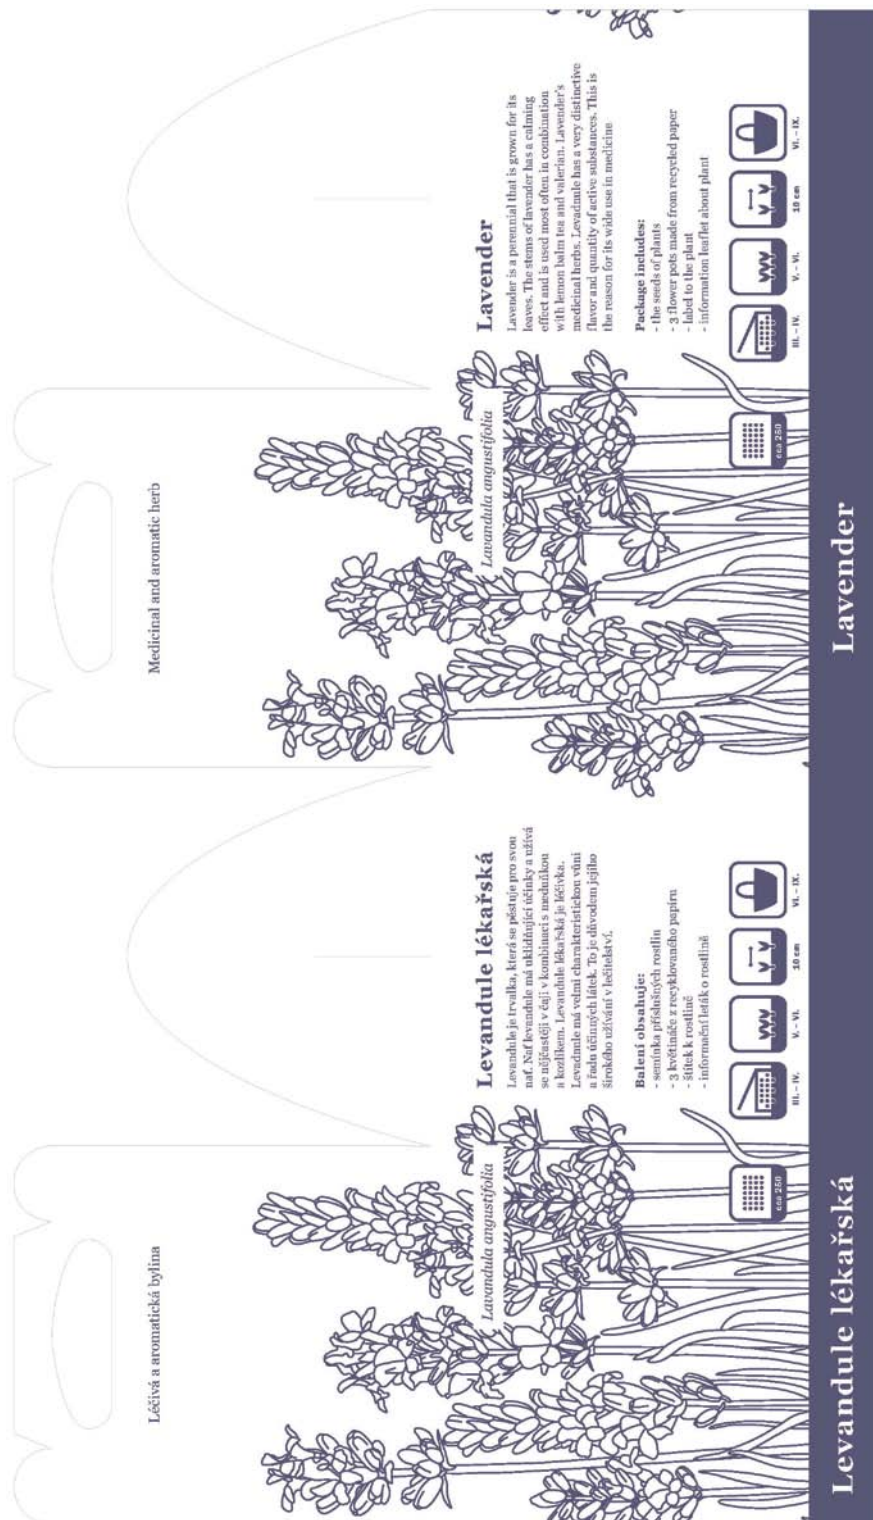 Léčivá a aromatická bylina
Lavandula angustifolia
cca 250
Levandule lékařská
Levandule lékařská
Levandule je trvalka, která se pěstuje pro svou
nať. Nať levandule má uklidňující účinky a užívá
se nějčastěji v čaji v kombinaci s meduňkou
a kozlíkem. Levandule lékařská je léčivka.
Levadnule má velmi charakteristickou vůni
a řadu účinných látek. To je důvodem jejího
širokého užívání v lečitelství.
Balení obsahuje:
- semínka příslušných rostlin
- 3 květináče z recyklovaného papíru
- štítek k rostlině
- informační leták o rostlině
III. – IV.
V. – VI.
10 cm
VI. – IX.
Medicinal and aromatic herb
Lavandula angustifolia
cca 250
Lavender
Lavender
Lavender is a perennial that is grown for its
leaves. The stems of lavender has a calming
effect and is used most often in combination
with lemon balm tea and valerian. Lavender's
medicinal herbs. Levadnule has a very distinctive
flavor and quantity of active substances. This is
the reason for its wide use in medicine
Package includes:
- the seeds of plants
- 3 flower pots made from recycled paper
- label to the plant
- information leaflet about plant
III. – IV.
V. – VI.
10 cm
VI. – IX.